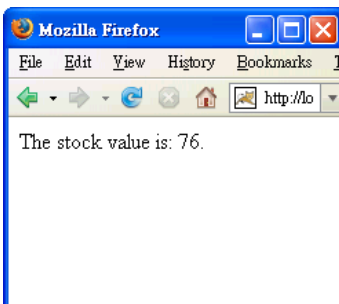 Mozilla Firefox
File Edit View History Bookmarks
http://lo
The stock value is: 76.